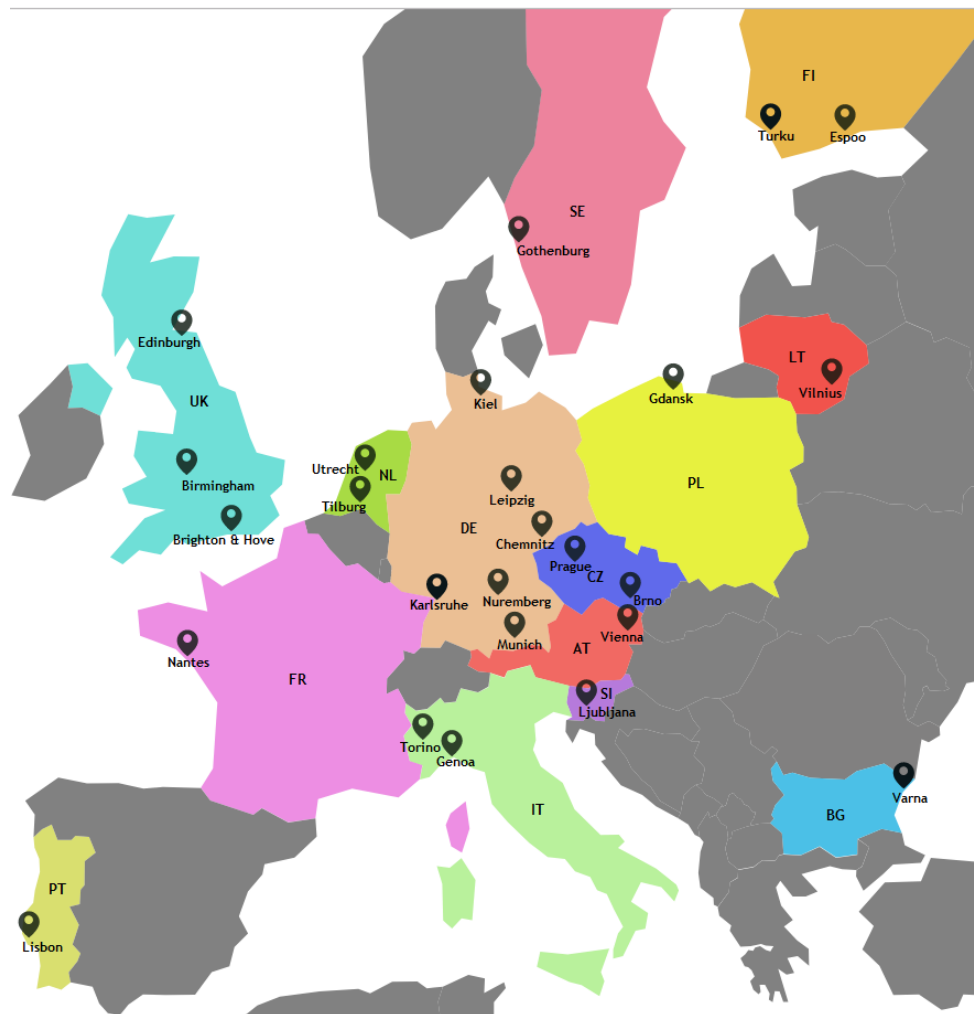 FI
Turku
Espoo
SE
Gothenburg
Edinburgh
LT
Vilnius
UK
Kiel
Gdansk
Utrecht
NL
Birmingham
Tilburg
Leipzig
PL
DE
Brighton & Hove
Chemnitz
Prague
CZ
Karlsruhe
Nuremberg
Brno
Nantes
Munich
Vienna
AT
FR
SI
Ljubljana
Torino
Genoa
IT
Varna
BG
PT
Lisbon